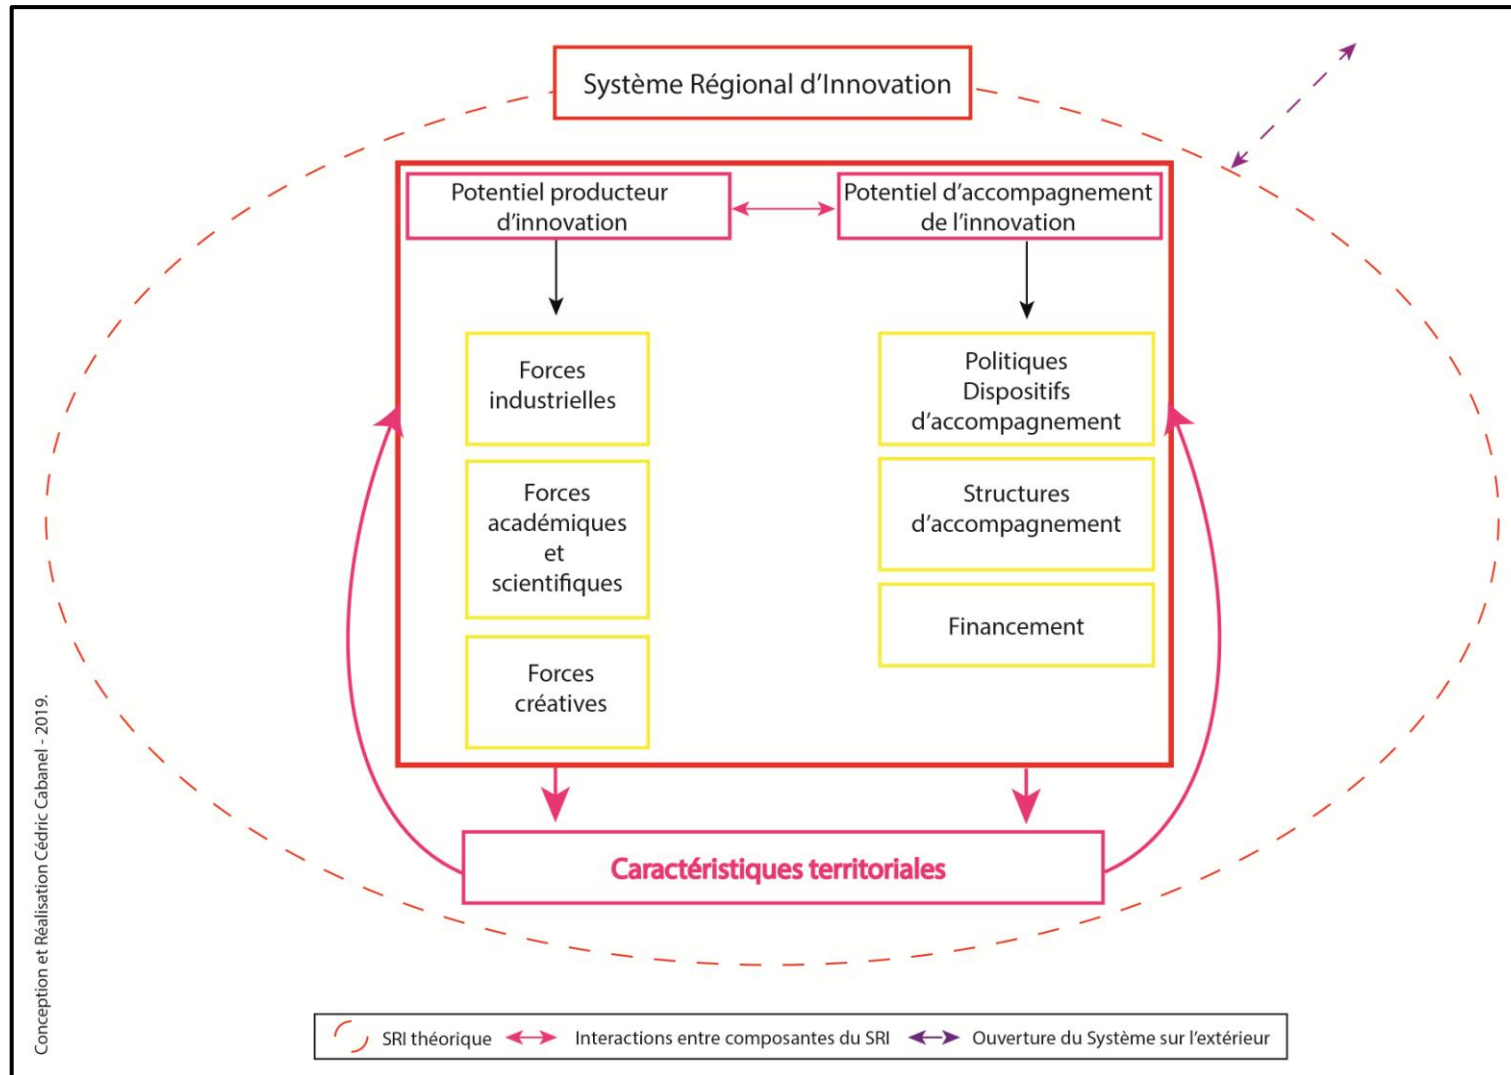 Système Régional d'Innovation
Potentiel producteur
d'innovation
Potentiel d'accompagnement
de l'innovation
Forces
industrielles
Forces
académiques
et
scientifiques
Forces
créatives
Politiques
Dispositifs
d'accompagnement
Structures
d'accompagnement
Financement
Caractéristiques territoriales
Conception et Réalisation Cédric Cabanel - 2019.
SRI théorique
Interactions entre composantes du SRI
Ouverture du Système sur l'extérieur